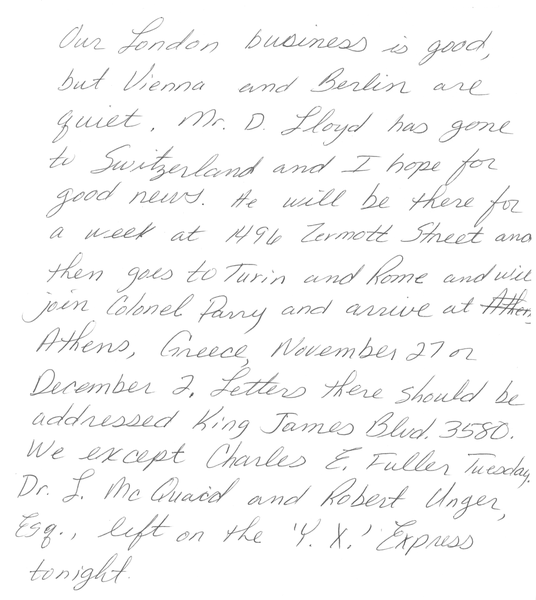 Our London business is good,
but Vienna and Berlin are
quiet. Mr. D. Lloyd has gone
to Switzerland and I hope for
good news. He will be there for
a week at 1496 Zermott Street and
then goes to Turin and Rome and will
join Colonel Parry and arrive at Athen
Athens, Greece, November 27 or
December 2. Letters there should be
addressed King James Blvd. 3580.
We except Charles E. Fuller Tuesday.
Dr. L. McQuaid and Robert Unger,
Esq., left on the 'Y. X.' Express
tonight.